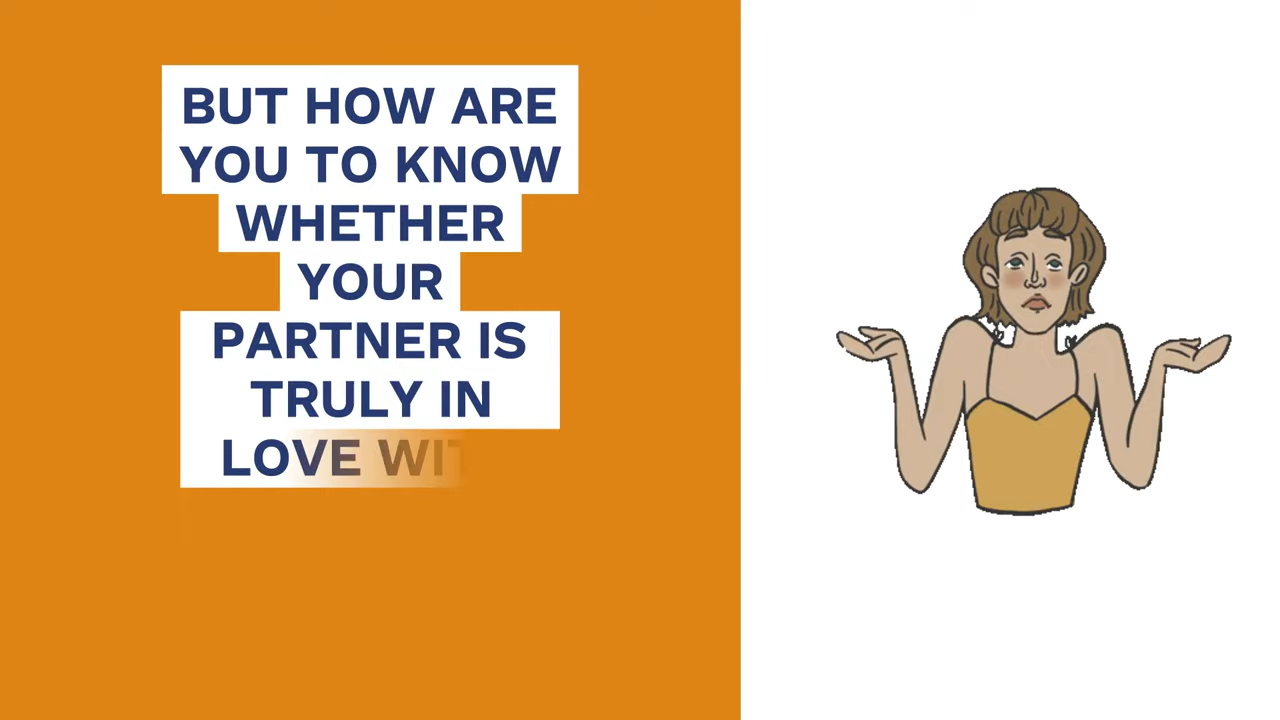 BUT HOW ARE
YOU TO KNOW
WHETHER
YOUR
PARTNER IS
TRULY IN
LOVE